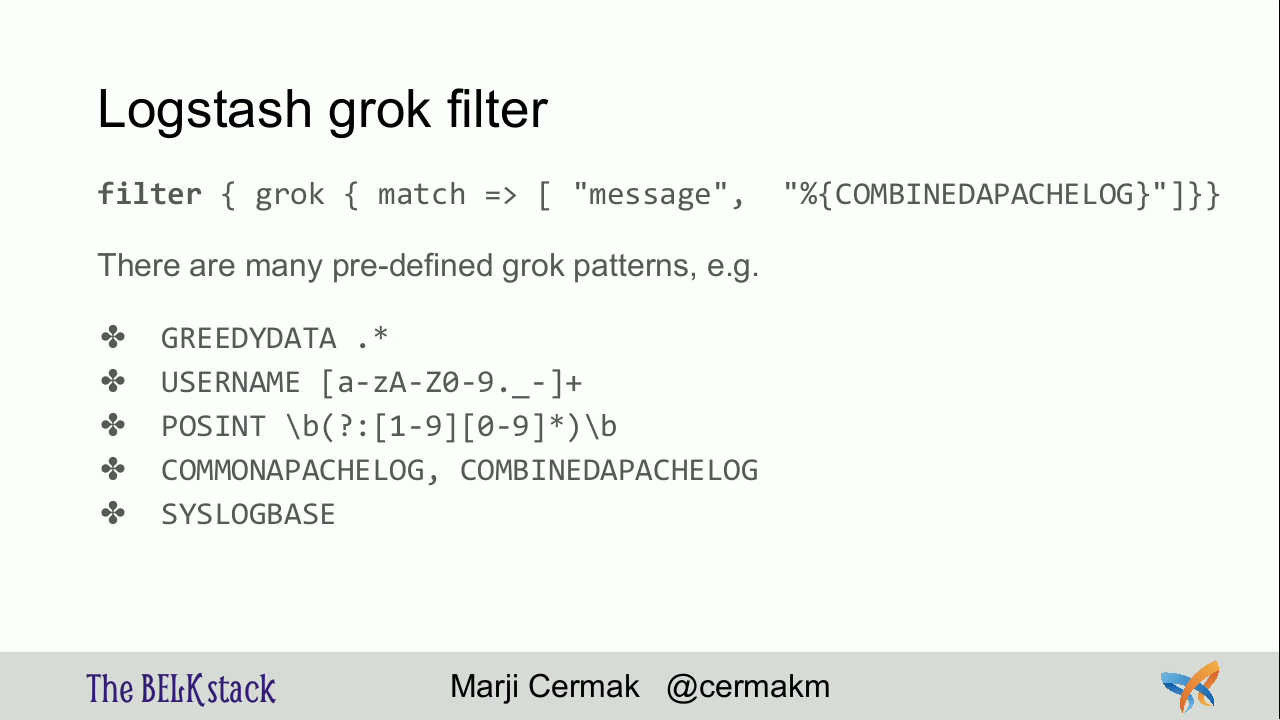 Logstash grok filter
filter { grok { match => [ "message",  "%{COMBINEDAPACHELOG}"]}}
There are many pre-defined grok patterns, e.g.
✤ GREEDYDATA .*
✤ USERNAME [a-zA-Z0-9._-]+
✤ POSINT \b(?:[1-9][0-9]*)\b
✤ COMMONAPACHELOG, COMBINEDAPACHELOG
✤ SYSLOGBASE
The BELK stack
Marji Cermak @cermakm